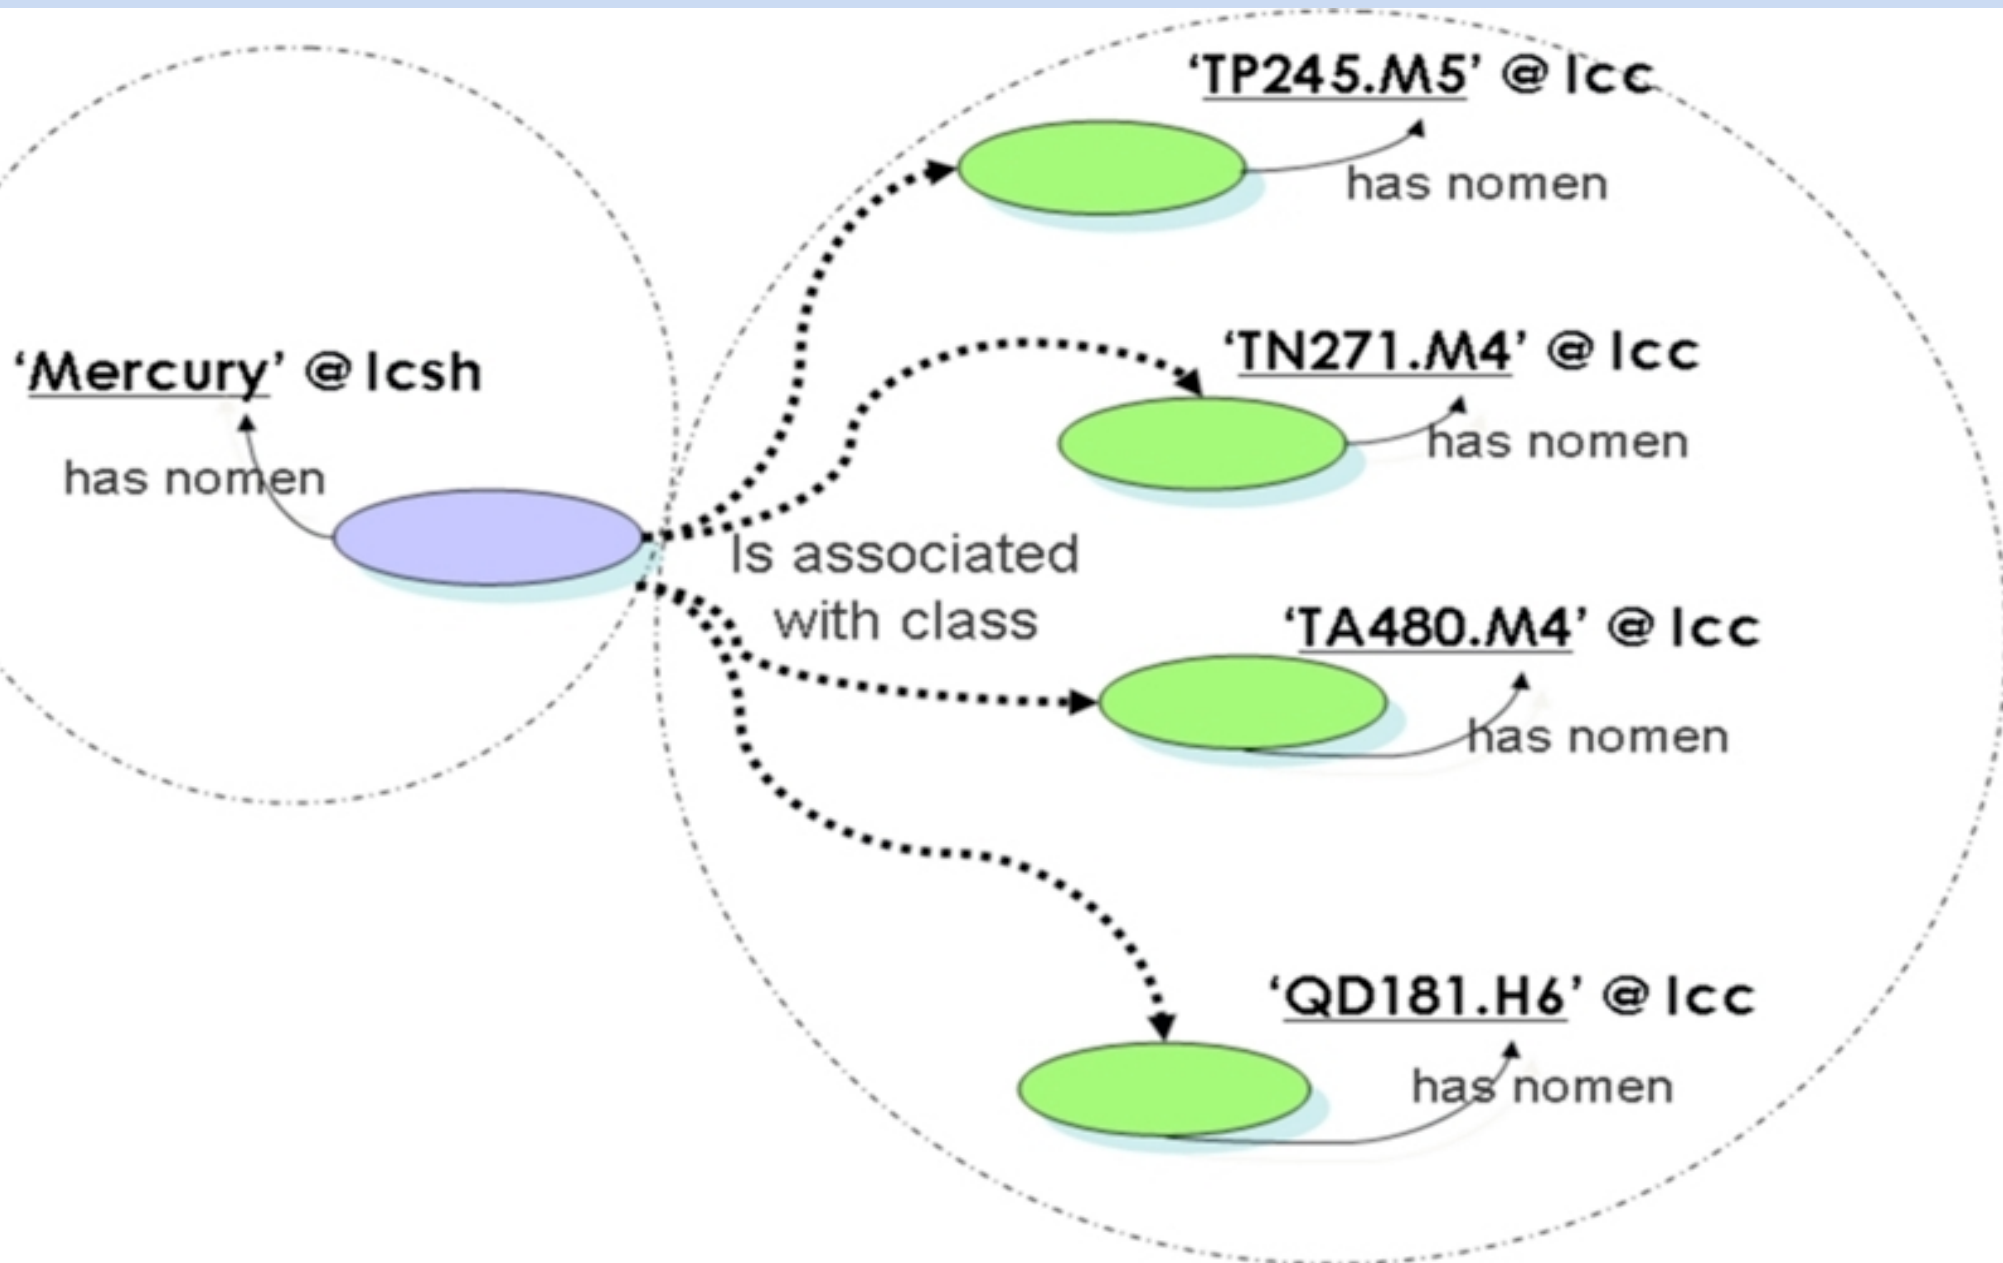 ‘TP245.M5’ @ lcc
has nomen
‘TN271.M4’ @ lcc
has nomen
‘Mercury’ @ lcsh
has nomen
Is associated
with class
‘TA480.M4’ @ lcc
has nomen
‘QD181.H6’ @ lcc
has nomen